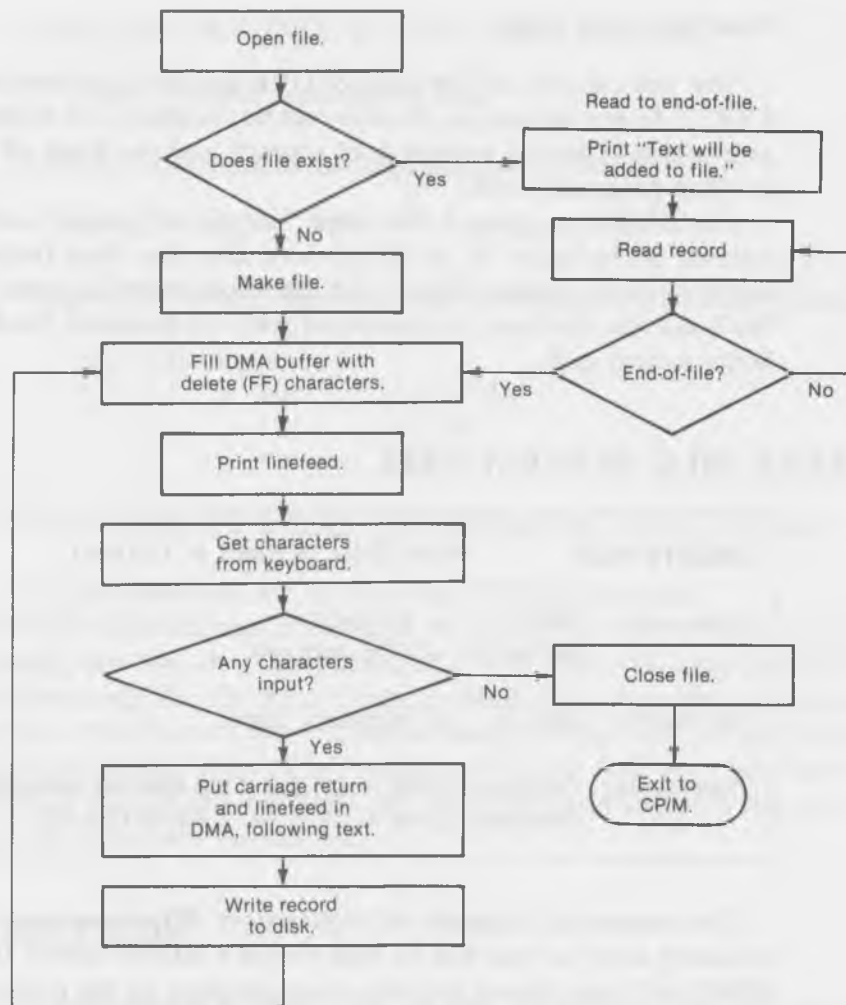 Open file.
Does file exist?
Yes
No
Read to end-of-file.
Print "Text will be
added to file."
Read record
End-of-file?
Yes
No
Make file.
Fill DMA buffer with
delete (FF) characters.
Print linefeed.
Get characters
from keyboard.
Any characters
input?
No
Close file.
Exit to
CP/M.
Yes
Put carriage return
and linefeed in
DMA, following text.
Write record
to disk.